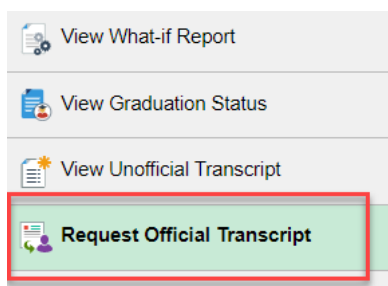 View What-if Report
View Graduation Status
View Unofficial Transcript
Request Official Transcript